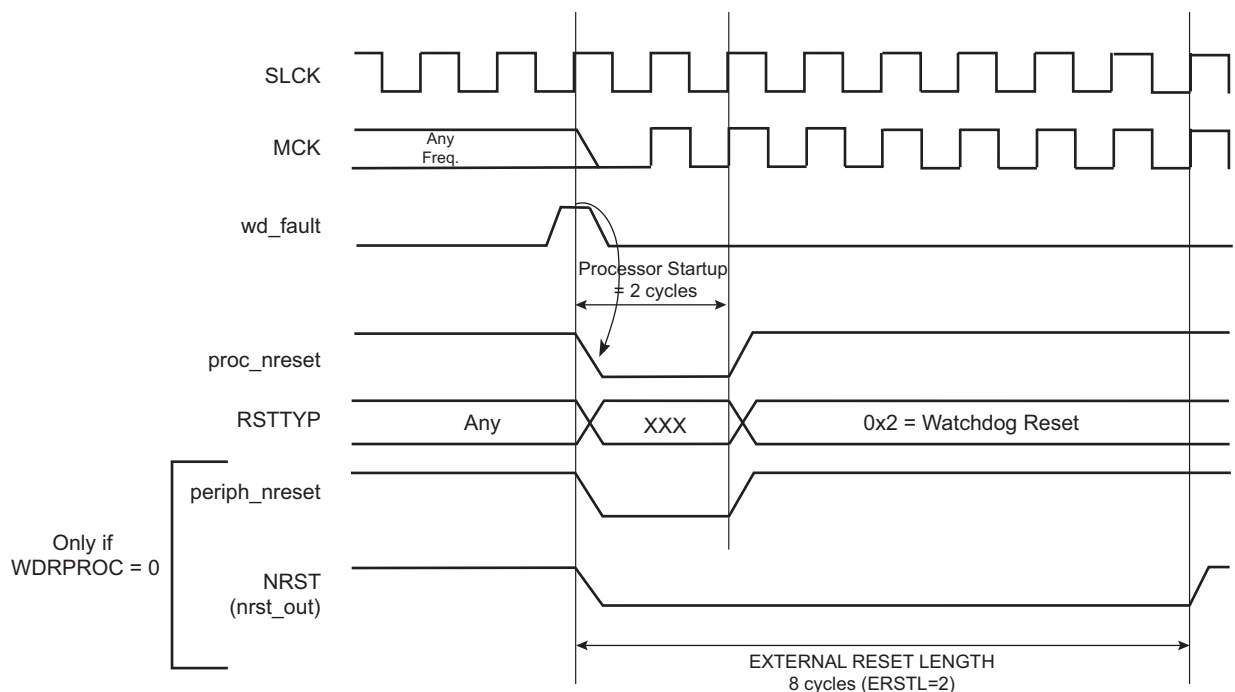 SLCK
MCK
Any
Freq.
wd_fault
Processor Startup
= 2 cycles
proc_nreset
RSTTYP
Any
XXX
0x2 = Watchdog Reset
periph_nreset
Only if
WDRPROC = 0
NRST
(nrst_out)
EXTERNAL RESET LENGTH
8 cycles (ERSTL=2)